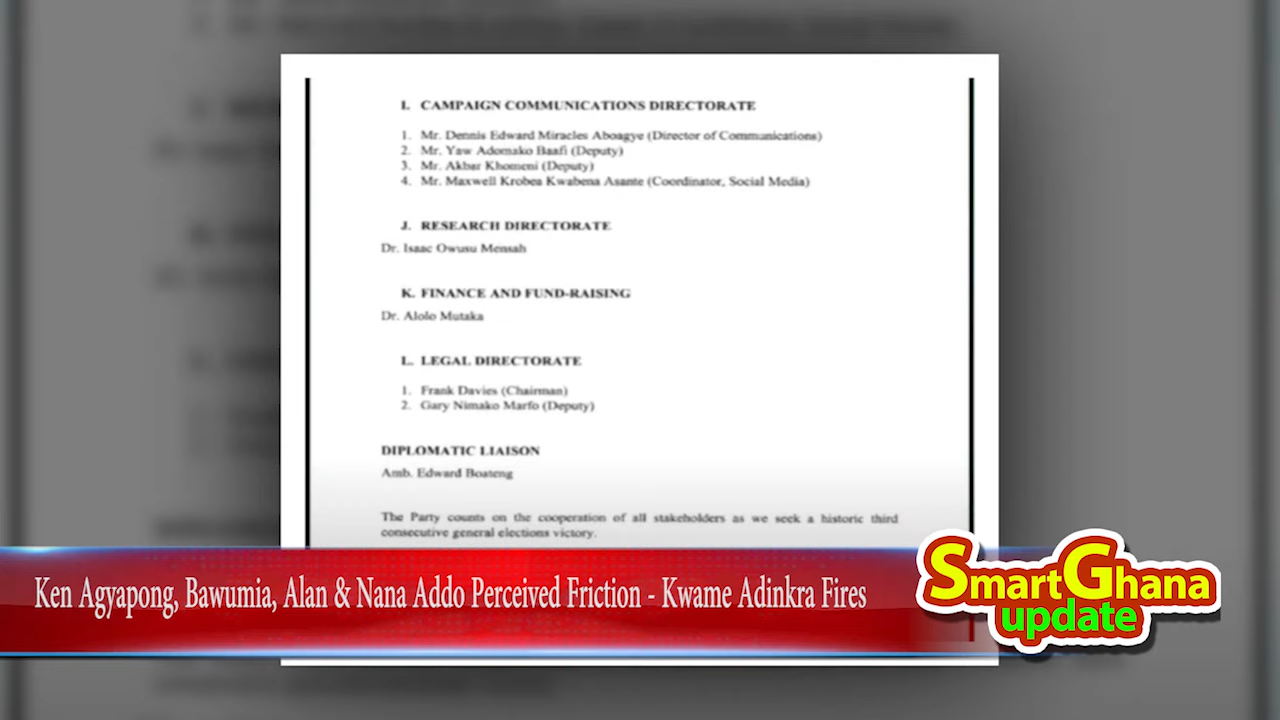 I. CAMPAIGN COMMUNICATIONS DIRECTORATE
1. Mr. Dennis Edward Miracles Aboagye (Director of Communications)
2. Mr. Yaw Adomako Baafi (Deputy)
3. Mr. Akbar Khomeni (Deputy)
4. Mr. Maxwell Krobea Kwabena Asante (Coordinator, Social Media)
J. RESEARCH DIRECTORATE
Dr. Isaac Owusu Mensah
K. FINANCE AND FUND-RAISING
Dr. Alolo Mutaka
L. LEGAL DIRECTORATE
1. Frank Davies (Chairman)
2. Gary Nimako Marfo (Deputy)
DIPLOMATIC LIAISON
Amb. Edward Boateng
The Party counts on the cooperation of all stakeholders as we seek a historic third
consecutive general elections victory.
Ken Agyapong, Bawumia, Alan & Nana Addo Perceived Friction - Kwame Adinkra Fires
SmartGhana
update